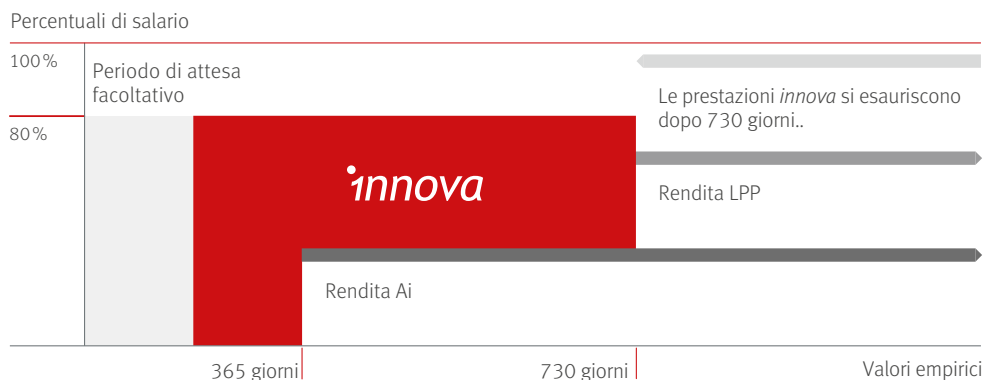 Percentuali di salario
100%
Periodo di attesa
facoltativo
Le prestazioni innova si esauriscono
dopo 730 giorni..
80%
innova
Rendita LPP
Rendita Ai
365 giorni
730 giorni
Valori empirici